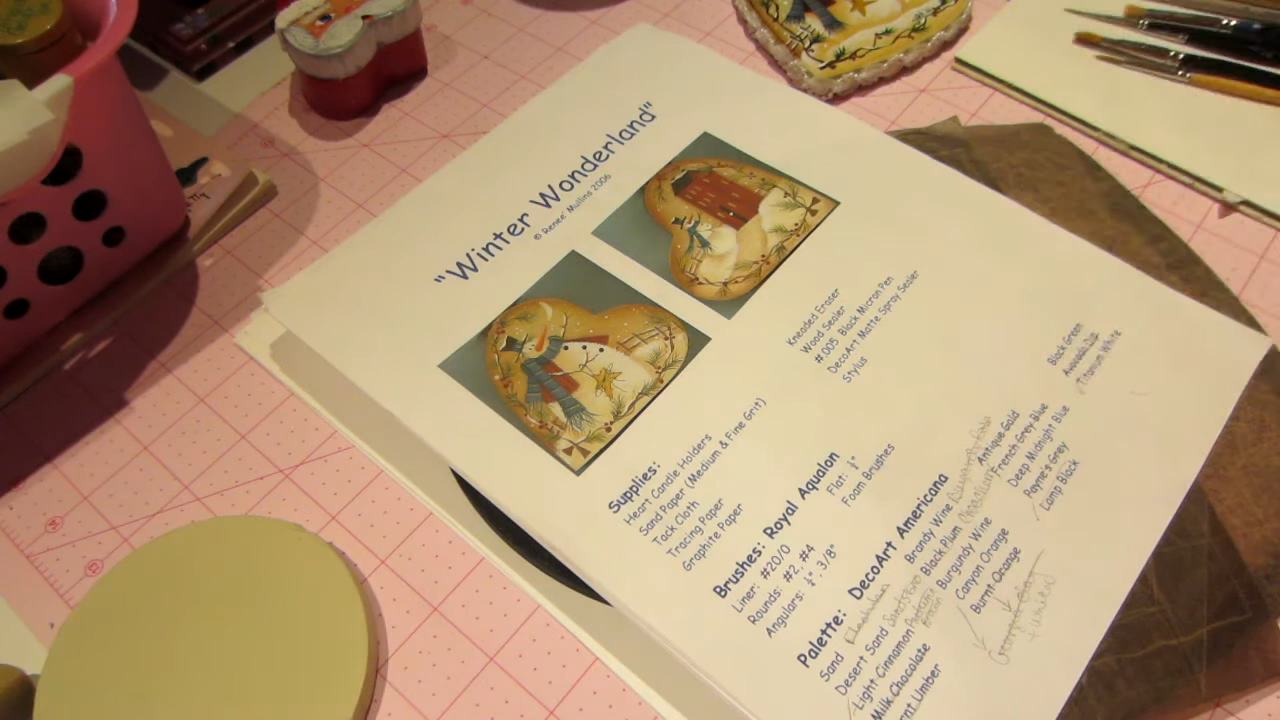 "Winter Wonderland"
© Renee' Mullins 2006
Supplies:
Heart Candle Holders
Sand Paper (Medium & Fine Grit)
Tack Cloth
Tracing Paper
Graphite Paper
Kneaded Eraser
Wood Sealer
#.005 Black Micron Pen
DecoArt Matte Spray Sealer
Stylus
Brushes: Royal Aqualon
Liner: #20/0
Rounds: #2, #4
Angulars: ¼", 3/8"
Flat: ½"
Foam Brushes
Palette: DecoArt Americana
Sand
Desert Sand
Light Cinnamon
Milk Chocolate
Brandy Wine
Black Plum
Burgundy Wine
Canyon Orange
Burnt Orange
Antique Gold
French Grey Blue
Deep Midnight Blue
Payne's Grey
Lamp Black
Black Green
Titanium White